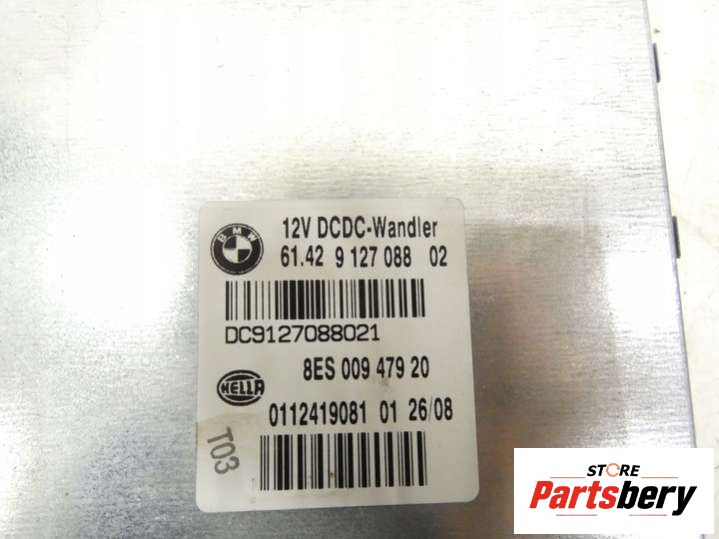 BMW
12V DCDC-Wandler
61.42 9 127 088 02
DC9127088021
8ES 009 479 20
HELLA
0112419081 01 26/08
T03
STORE
Partsbery